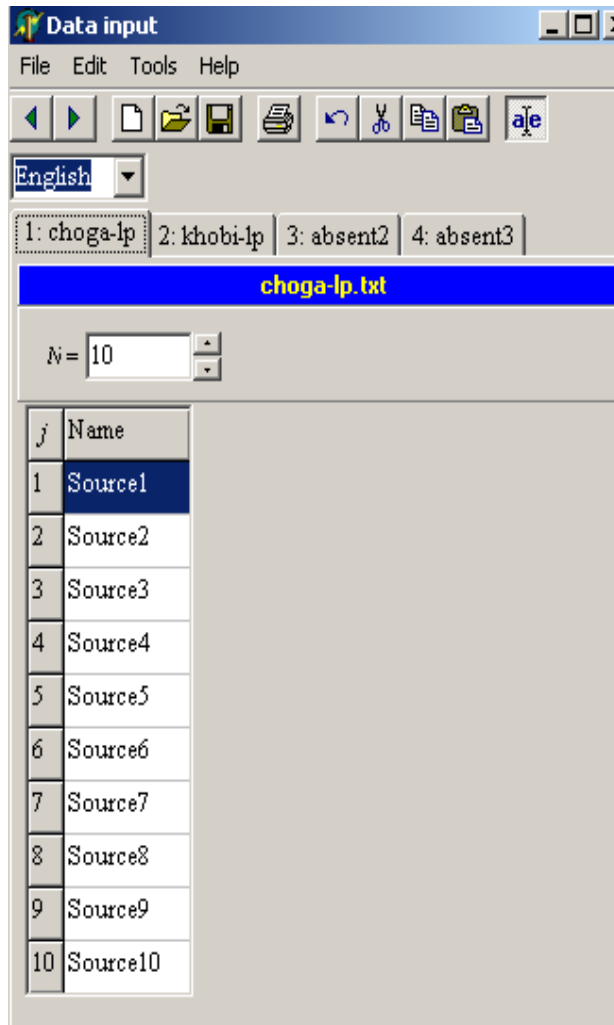 Data input
File Edit Tools Help
a|e
English
1: choga-lp 2: khobi-lp 3: absent2 4: absent3
choga-lp.txt
N= 10
j Name
1 Source1
2 Source2
3 Source3
4 Source4
5 Source5
6 Source6
7 Source7
8 Source8
9 Source9
10 Source10